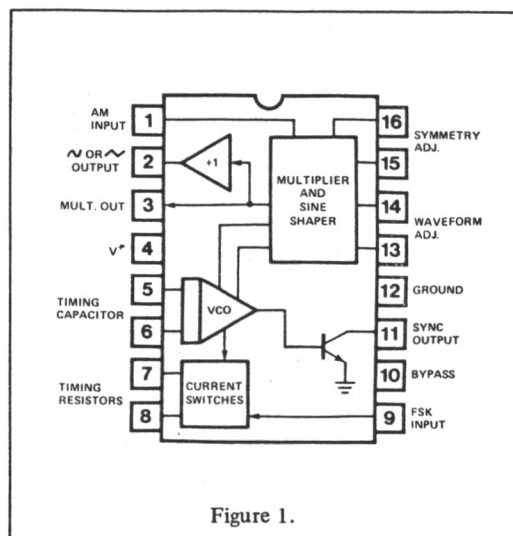 AM
INPUT
1
16
SYMMETRY
ADJ.
∿ OR ~
OUTPUT
2
+1
15
MULTIPLIER
AND
SINE
SHAPER
MULT. OUT
3
14
WAVEFORM
ADJ.
V+
4
13
TIMING
CAPACITOR
5
12
GROUND
VCO
6
11
SYNC
OUTPUT
TIMING
RESISTORS
7
CURRENT
SWITCHES
10
BYPASS
8
9
FSK
INPUT
Figure 1.